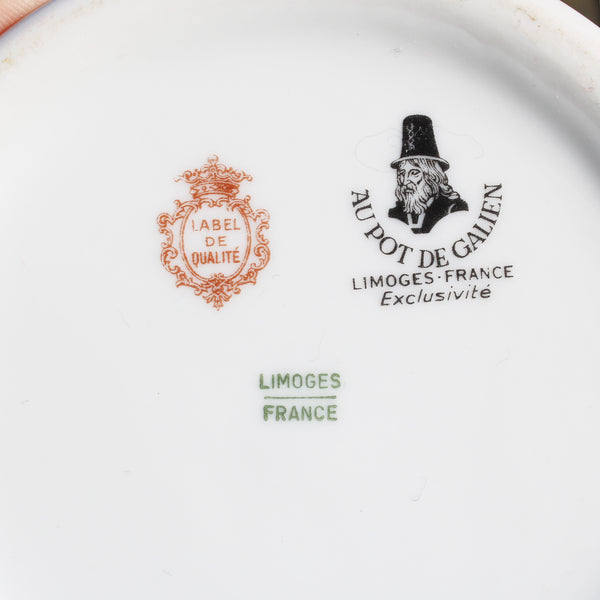 LABEL
DE
QUALITÉ
AU POT DE GALIEN
LIMOGES·FRANCE
Exclusivité
LIMOGES
FRANCE